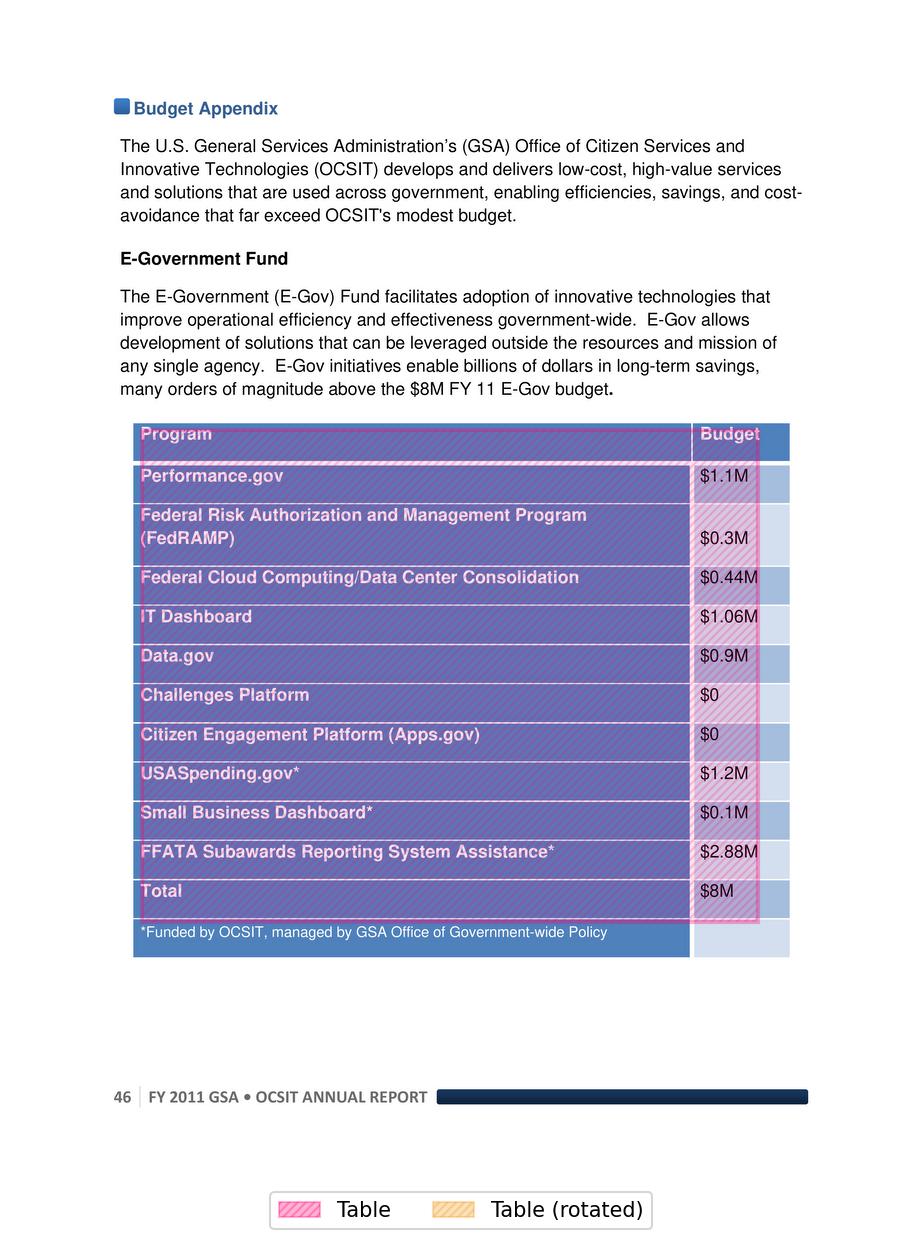 Budget Appendix
The U.S. General Services Administration’s (GSA) Office of Citizen Services and
Innovative Technologies (OCSIT) develops and delivers low-cost, high-value services
and solutions that are used across government, enabling efficiencies, savings, and cost-
avoidance that far exceed OCSIT's modest budget.
E-Government Fund
The E-Government (E-Gov) Fund facilitates adoption of innovative technologies that
improve operational efficiency and effectiveness government-wide.  E-Gov allows
development of solutions that can be leveraged outside the resources and mission of
any single agency.  E-Gov initiatives enable billions of dollars in long-term savings,
many orders of magnitude above the $8M FY 11 E-Gov budget.
Program Budget
Performance.gov $1.1M
Federal Risk Authorization and Management Program
(FedRAMP) $0.3M
Federal Cloud Computing/Data Center Consolidation $0.44M
IT Dashboard $1.06M
Data.gov $0.9M
Challenges Platform $0
Citizen Engagement Platform (Apps.gov) $0
USASpending.gov* $1.2M
Small Business Dashboard* $0.1M
FFATA Subawards Reporting System Assistance* $2.88M
Total $8M
*Funded by OCSIT, managed by GSA Office of Government-wide Policy
46 FY 2011 GSA • OCSIT ANNUAL REPORT
Table Table (rotated)